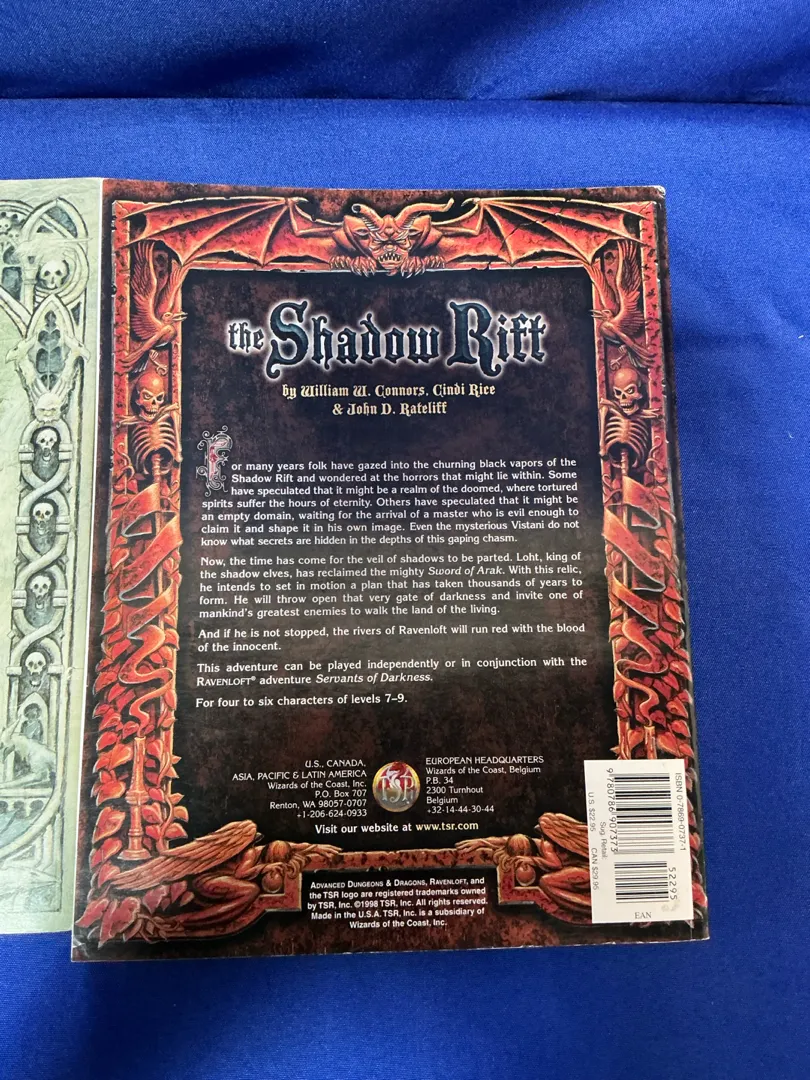 the Shadow Rift
by William W. Connors, Cindi Rice
& John D. Rateliff
For many years folk have gazed into the churning black vapors of the
Shadow Rift and wondered at the horrors that might lie within. Some
have speculated that it might be a realm of the doomed, where tortured
spirits suffer the hours of eternity. Others have speculated that it might be
an empty domain, waiting for the arrival of a master who is evil enough to
claim it and shape it in his own image. Even the mysterious Vistani do not
know what secrets are hidden in the depths of this gaping chasm.
Now, the time has come for the veil of shadows to be parted. Loht, king of
the shadow elves, has reclaimed the mighty Sword of Arak. With this relic,
he intends to set in motion a plan that has taken thousands of years to
form. He will throw open that very gate of darkness and invite one of
mankind's greatest enemies to walk the land of the living.
And if he is not stopped, the rivers of Ravenloft will run red with the blood
of the innocent.
This adventure can be played independently or in conjunction with the
RAVENLOFT® adventure Servants of Darkness.
For four to six characters of levels 7–9.
U.S., CANADA,
ASIA, PACIFIC & LATIN AMERICA
Wizards of the Coast, Inc.
P.O. Box 707
Renton, WA 98057-0707
+1-206-624-0933
TSR
EUROPEAN HEADQUARTERS
Wizards of the Coast, Belgium
P.B. 34
2300 Turnhout
Belgium
+32-14-44-30-44
Visit our website at www.tsr.com
ADVANCED DUNGEONS & DRAGONS, RAVENLOFT, and
the TSR logo are registered trademarks owned
by TSR, Inc. ©1998 TSR, Inc. All rights reserved.
Made in the U.S.A. TSR, Inc. is a subsidiary of
Wizards of the Coast, Inc.
ISBN 0-7869-0737-1
52295
9 780786 907373
Sug. Retail:
U.S. $22.95 CAN $29.95
EAN